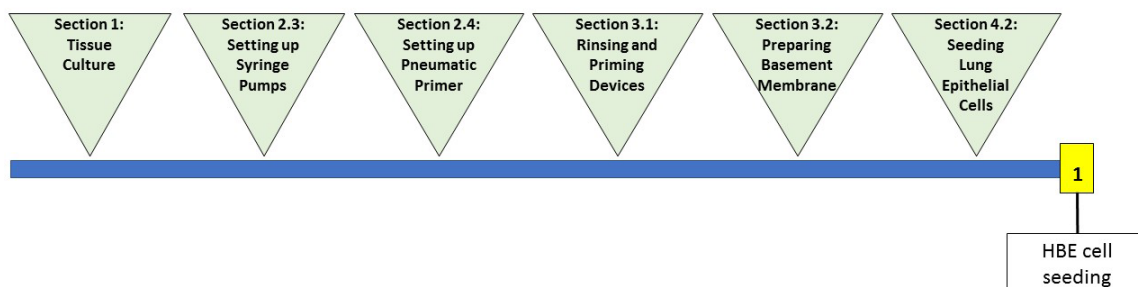 Section 1:
Tissue
Culture
Section 2.3:
Setting up
Syringe
Pumps
Section 2.4:
Setting up
Pneumatic
Primer
Section 3.1:
Rinsing and
Priming
Devices
Section 3.2:
Preparing
Basement
Membrane
Section 4.2:
Seeding
Lung
Epithelial
Cells
1
HBE cell
seeding